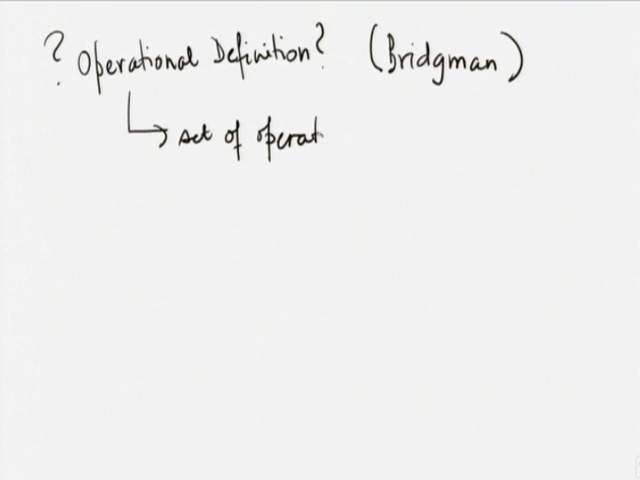 ? Operational Definition? (Bridgman)
set of operat